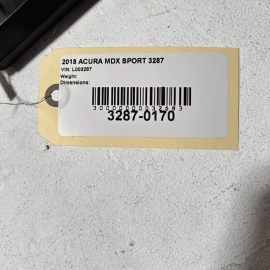 2018 ACURA MDX SPORT 3287
VIN: L003287
Weight:
Dimensions:
3287-0170